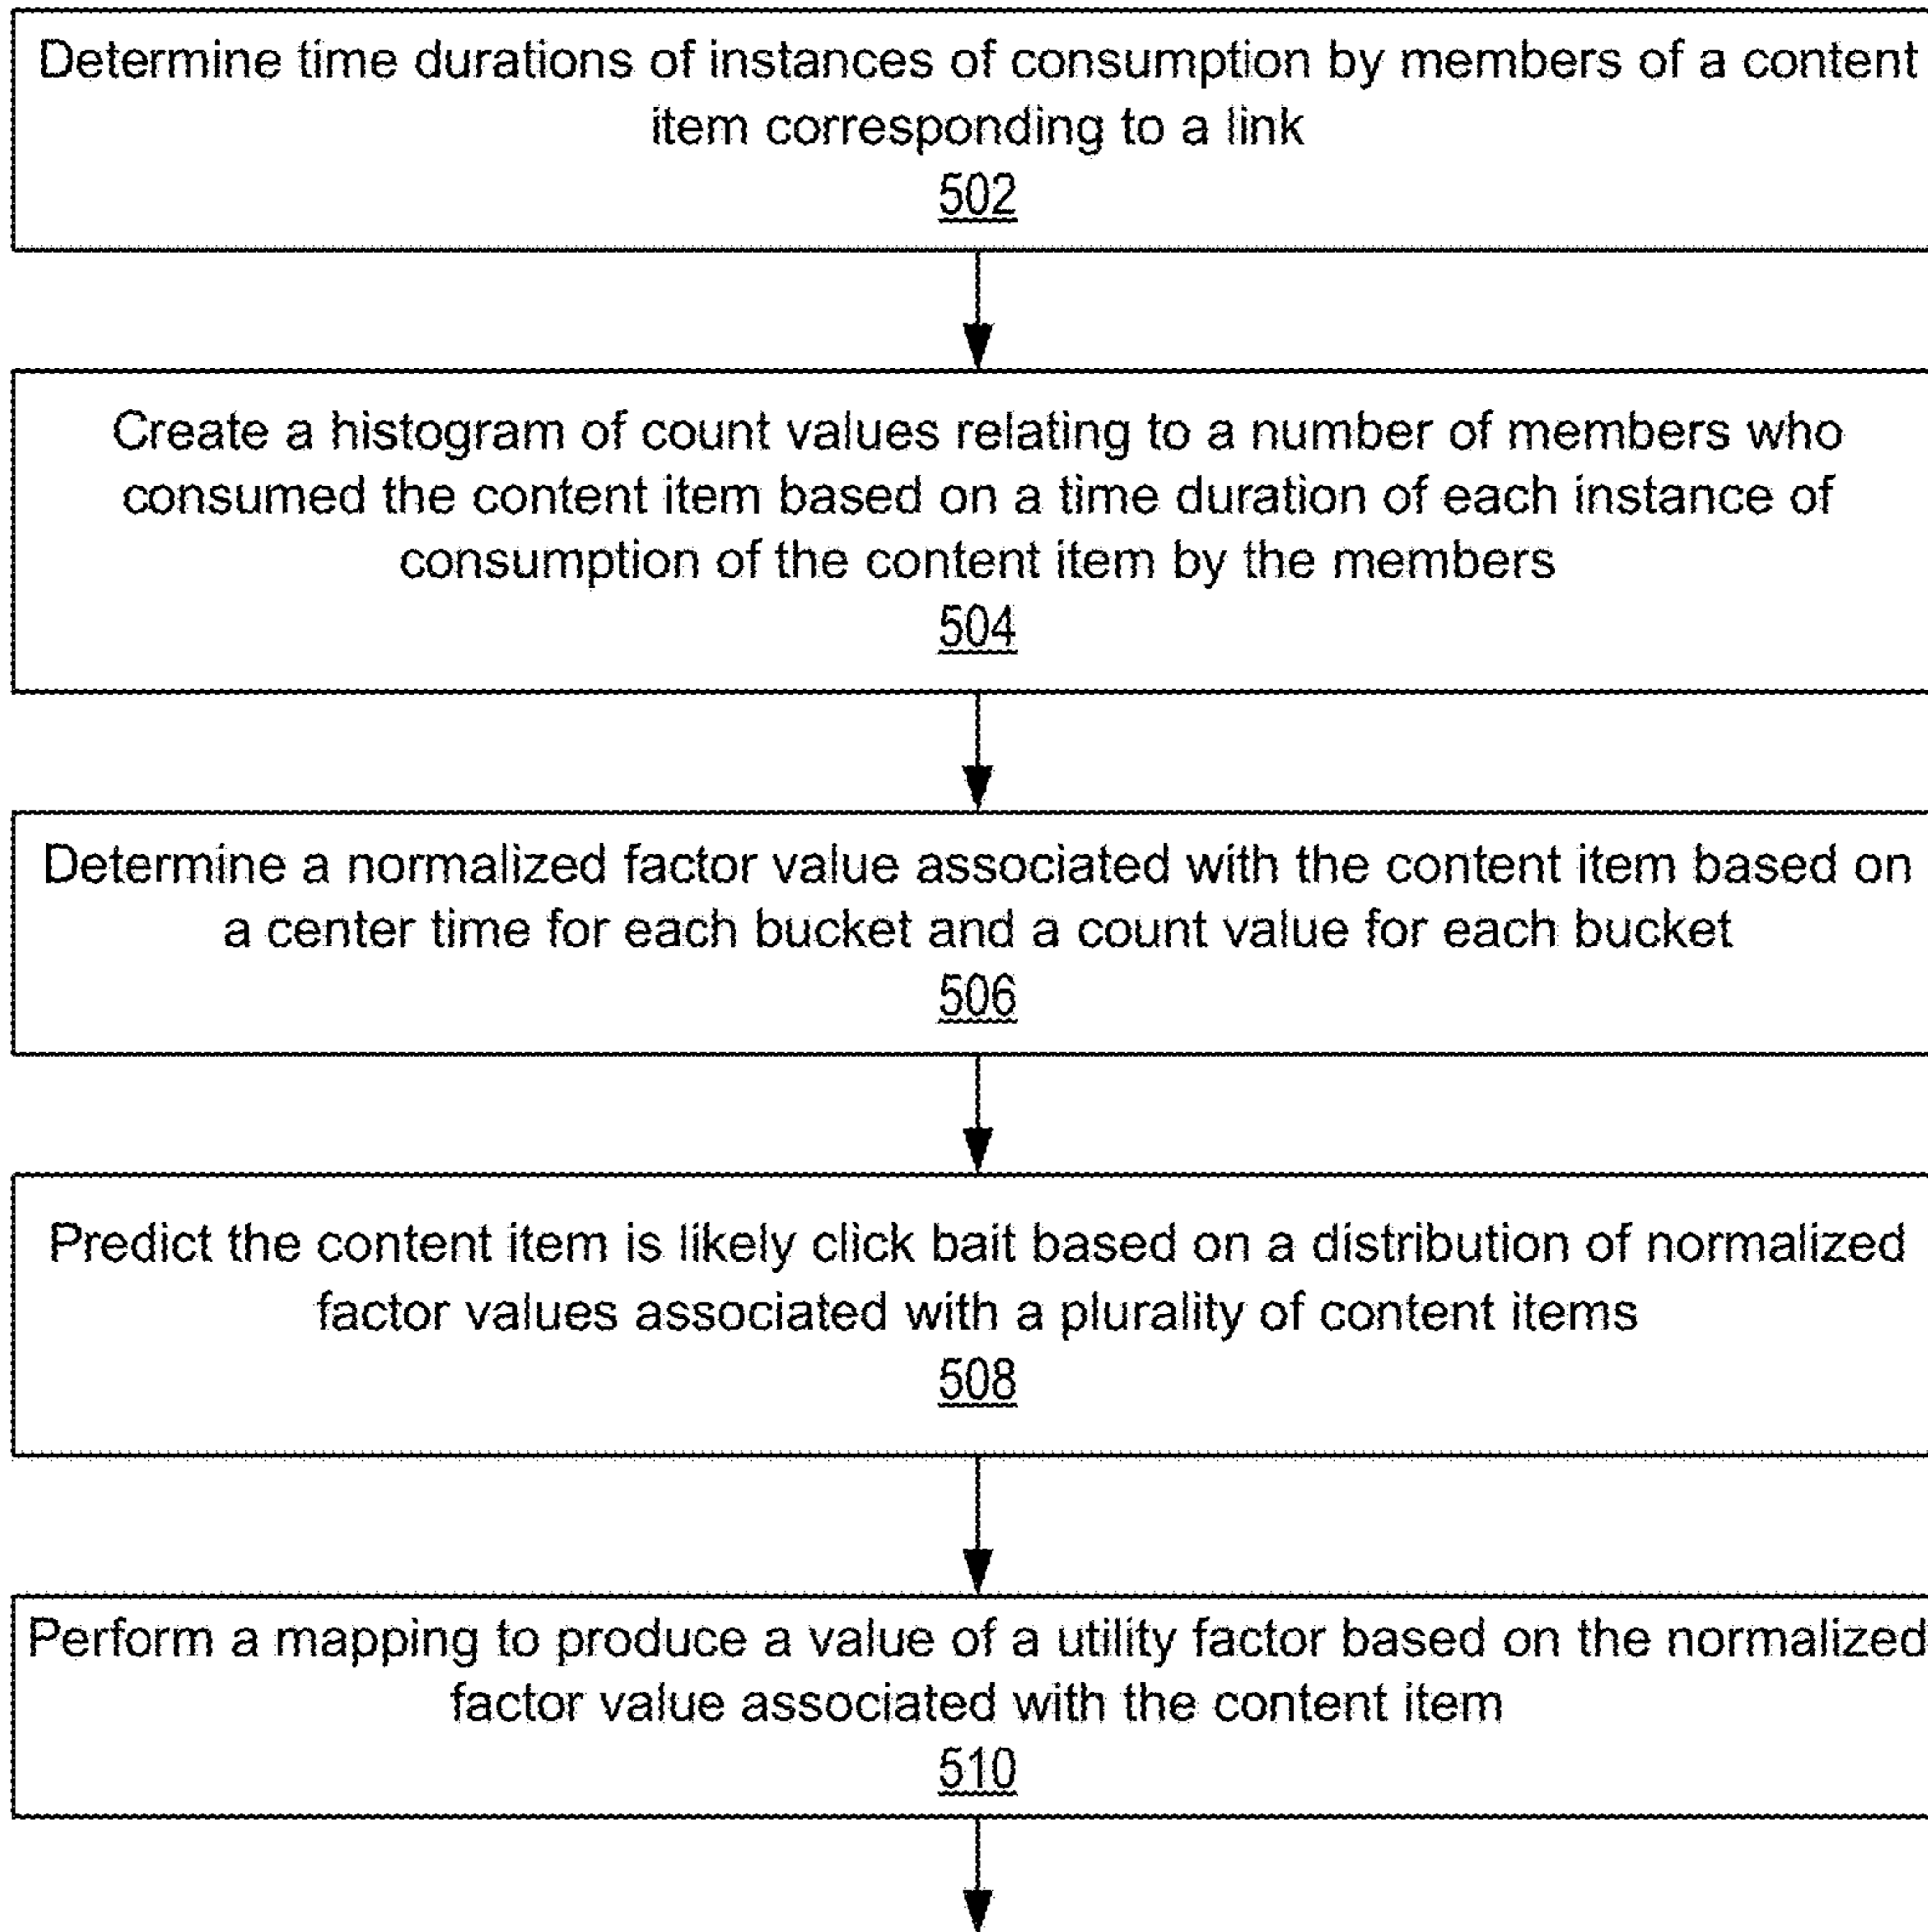 Determine time durations of instances of consumption by members of a content
item corresponding to a link
502
Create a histogram of count values relating to a number of members who
consumed the content item based on a time duration of each instance of
consumption of the content item by the members
504
Determine a normalized factor value associated with the content item based on
a center time for each bucket and a count value for each bucket
506
Predict the content item is likely click bait based on a distribution of normalized
factor values associated with a plurality of content items
508
Perform a mapping to produce a value of a utility factor based on the normalized
factor value associated with the content item
510